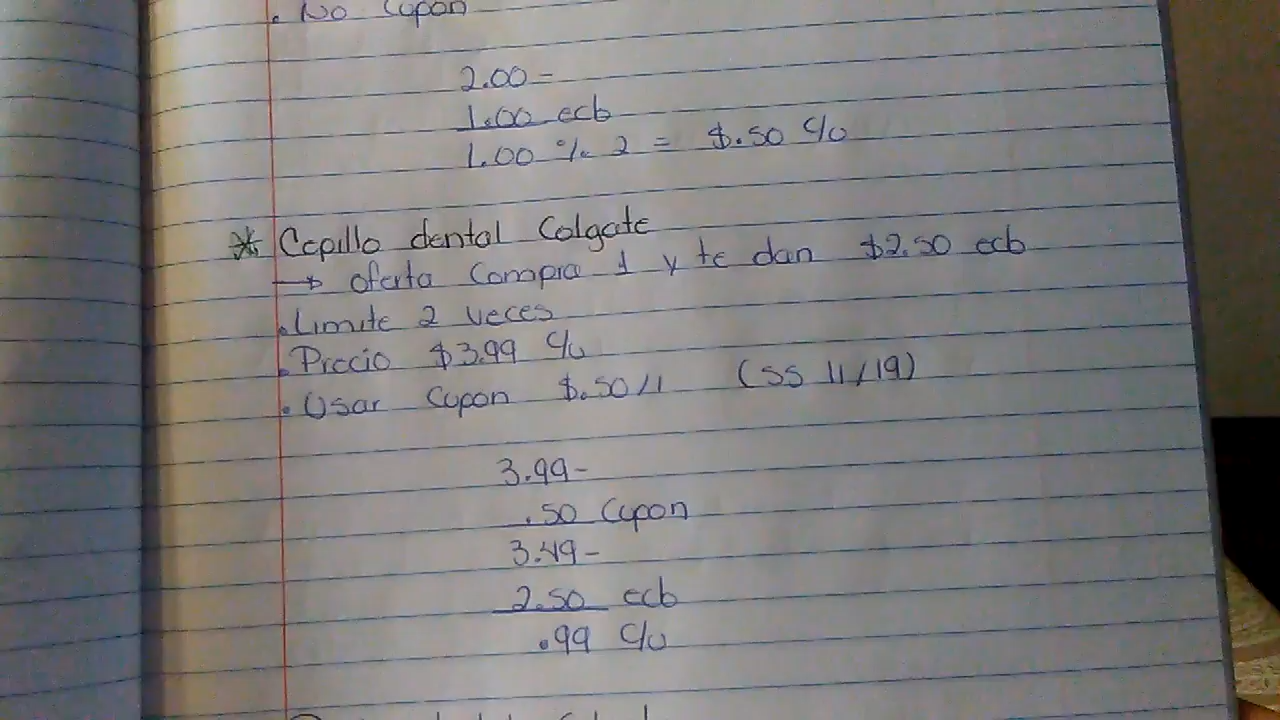 . No Cupon
2.00-
1.00 ecb
1.00 % 2 = $.50 c/u
* Cepillo dental Colgate
→ oferta Compra 1 y te dan $2.50 ecb
. Limite 2 veces
. Precio $3.99 c/u
. Usar Cupon $.50/1 (SS 11/19)
3.99-
.50 Cupon
3.49-
2.50 ecb
.99 c/u